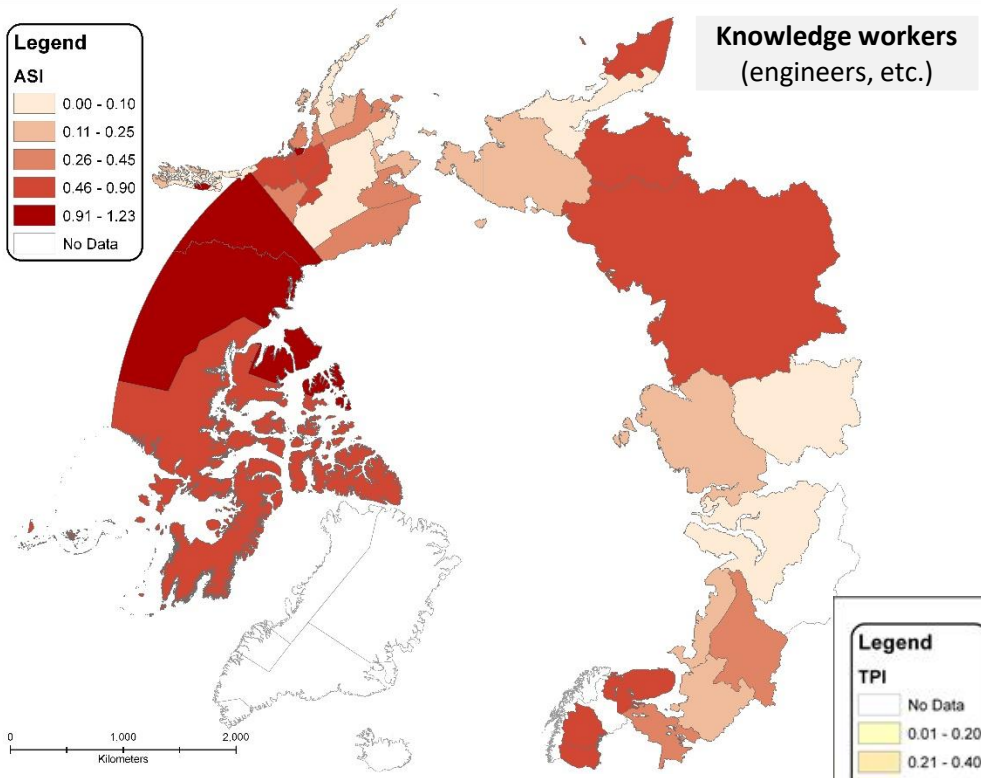 Legend
ASI
0.00 - 0.10
0.11 - 0.25
0.26 - 0.45
0.46 - 0.90
0.91 - 1.23
No Data
Knowledge workers
(engineers, etc.)
0 1,000 2,000
Kilometers
Legend
TPI
No Data
0.01 - 0.20
0.21 - 0.40